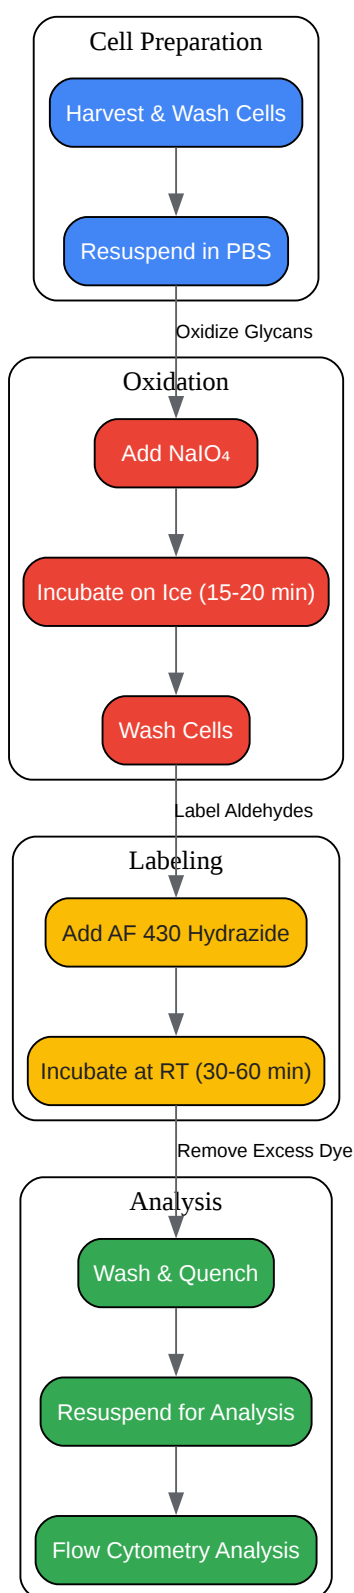 Cell Preparation
Harvest & Wash Cells
Resuspend in PBS
Oxidize Glycans
Oxidation
Add NaIO₄
Incubate on Ice (15-20 min)
Wash Cells
Label Aldehydes
Labeling
Add AF 430 Hydrazide
Incubate at RT (30-60 min)
Remove Excess Dye
Analysis
Wash & Quench
Resuspend for Analysis
Flow Cytometry Analysis